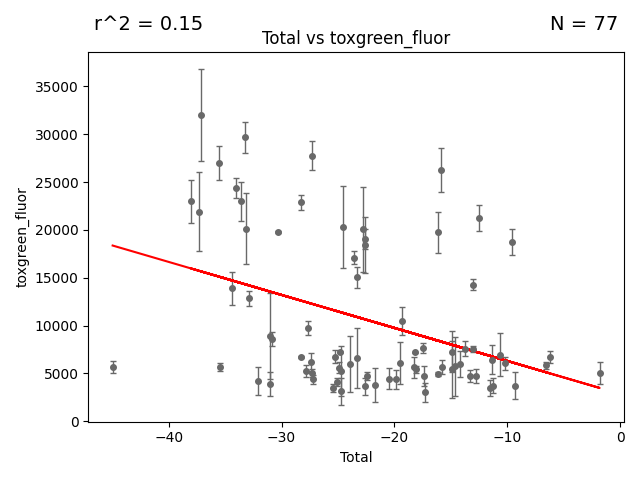 r^2 = 0.15 N = 77
Total vs toxgreen_fluor
35000
30000
25000
20000
15000
10000
5000
0
toxgreen_fluor
−40 −30 −20 −10 0
Total